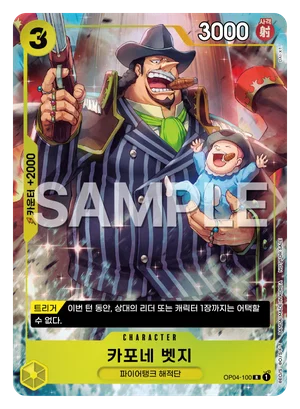 3
3000
사격
射
카운터 +2000
SAMPLE
트리거 이번 턴 동안, 상대의 리더 또는 캐릭터 1장까지는 어택할
수 없다.
CHARACTER
카포네 벳지
파이어탱크 해적단
OP04-100 R 1